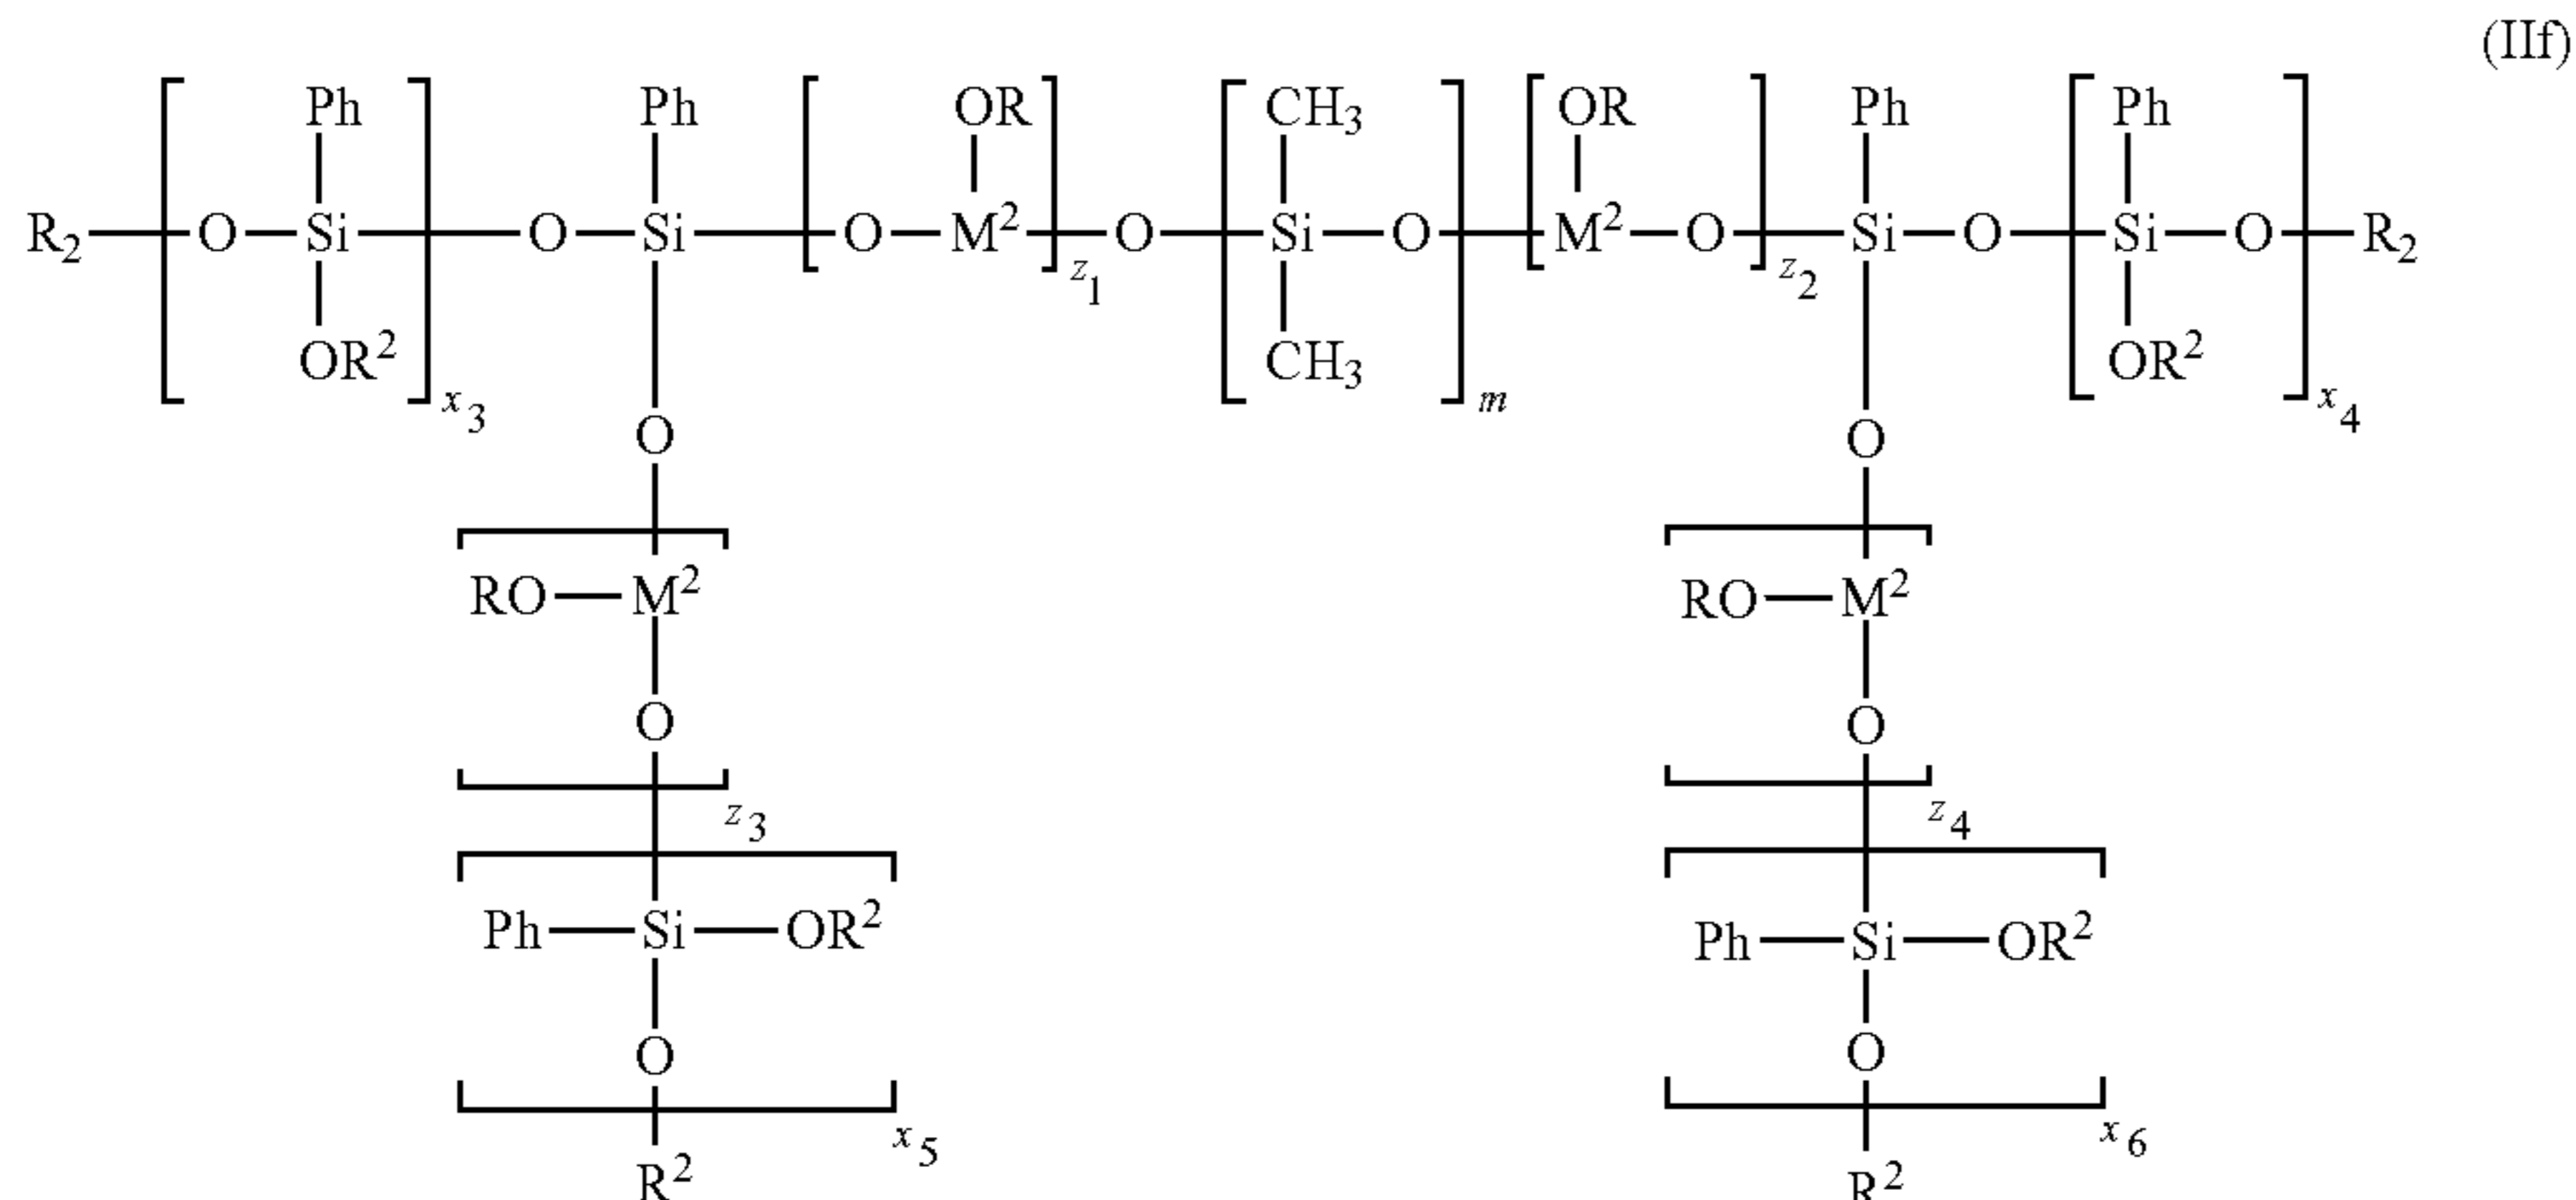 (IIf)
Ph Ph OR CH3 OR Ph Ph
R2 O Si O Si O M2 z1 O Si O M2 O z2 Si O Si O R2
OR2 x3 CH3 m OR2 x4
O O
RO M2 RO M2
O O
z3 z4
Ph Si OR2 Ph Si OR2
O O
x5 x6
R2 R2